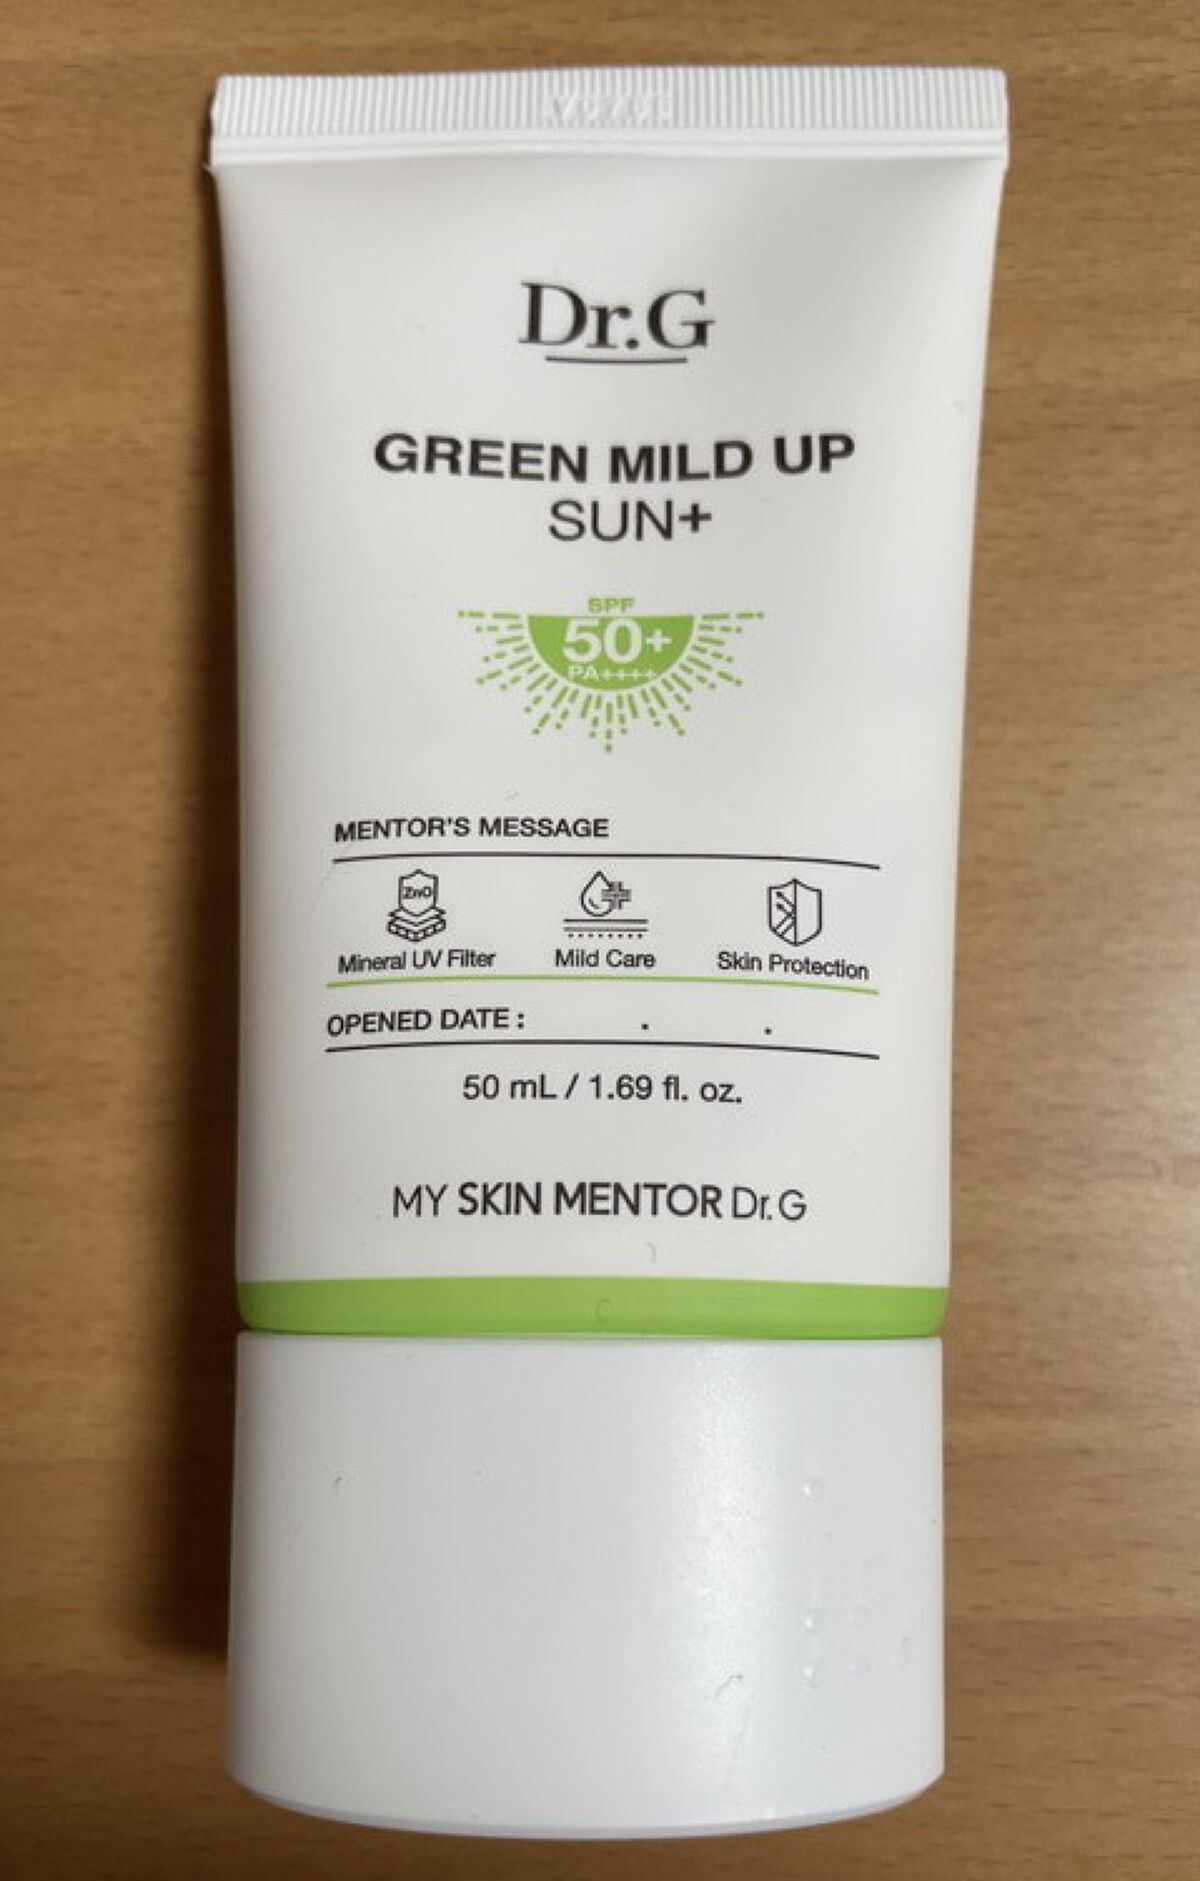 Dr.G
GREEN MILD UP
SUN+
SPF
50+
PA++++
MENTOR'S MESSAGE
ZnO
Mineral UV Filter
Mild Care
Skin Protection
OPENED DATE : . .
50 mL / 1.69 fl. oz.
MY SKIN MENTOR Dr.G